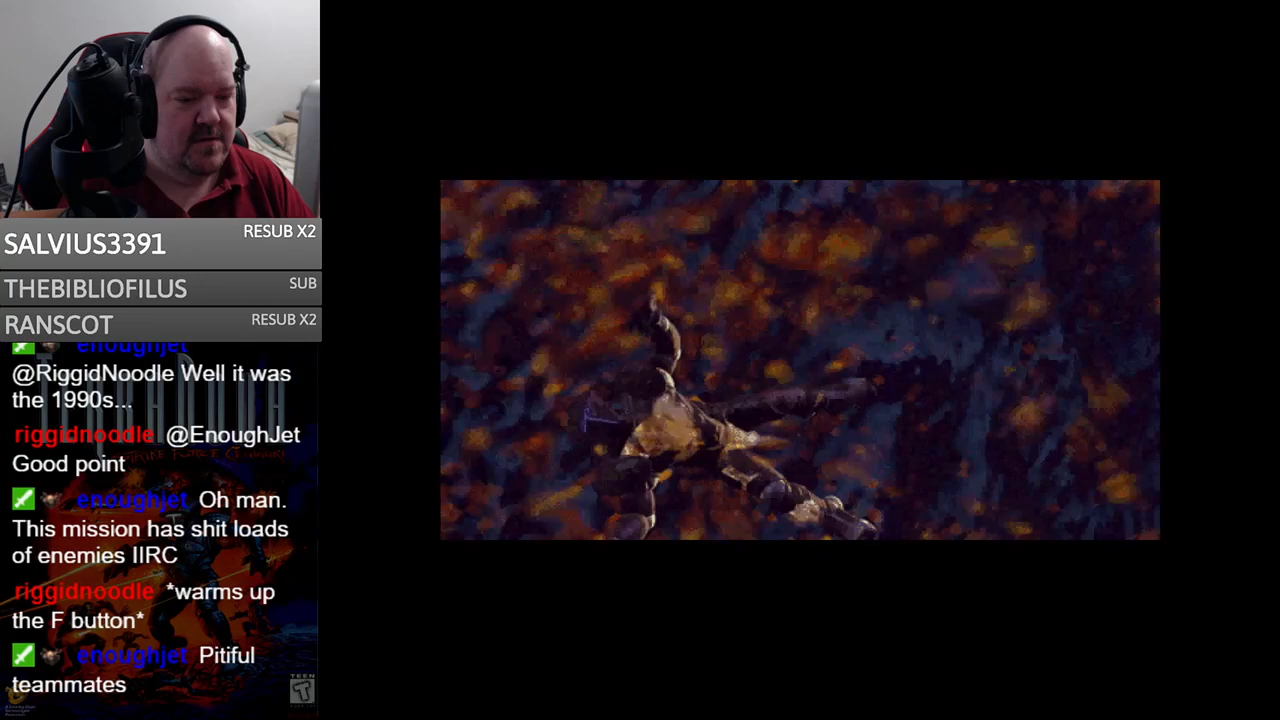 SALVIUS3391 RESUB X2
THEBIBLIOFILUS SUB
RANSCOT RESUB X2
enoughjet
@RiggidNoodle Well it was
the 1990s...
riggidnoodle @EnoughJet
Good point
enoughjet Oh man.
This mission has shit loads
of enemies IIRC
riggidnoodle *warms up
the F button*
enoughjet Pitiful
teammates
TEEN
T